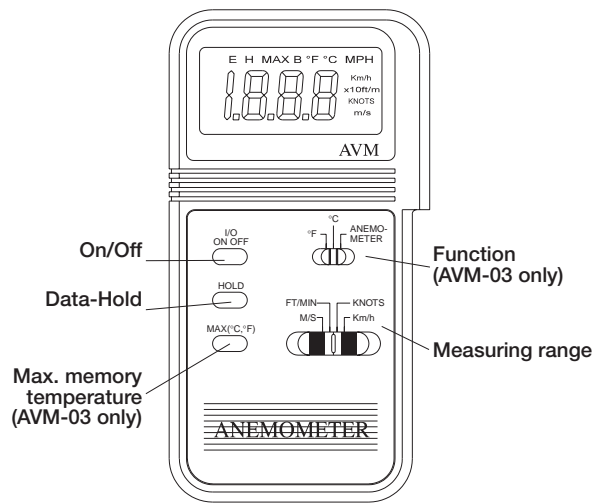 E H MAX B °F °C MPH
Km/h
x10ft/m
KNOTS
m/s
1.8.8.8
AVM
I/O
ON OFF
°F
°C
ANEMO-
METER
On/Off
Function
(AVM-03 only)
HOLD
Data-Hold
FT/MIN
KNOTS
M/S
Km/h
MAX(°C,°F)
Measuring range
Max. memory
temperature
(AVM-03 only)
ANEMOMETER